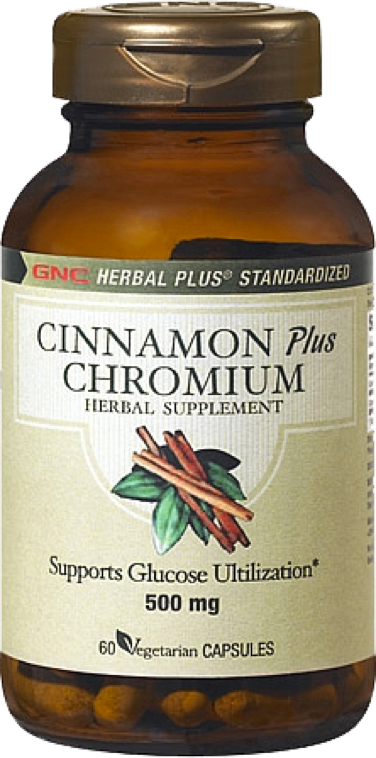 GNC HERBAL PLUS® STANDARDIZED
CINNAMON Plus
CHROMIUM
HERBAL SUPPLEMENT
Supports Glucose Ultilization*
500 mg
60 Vegetarian CAPSULES